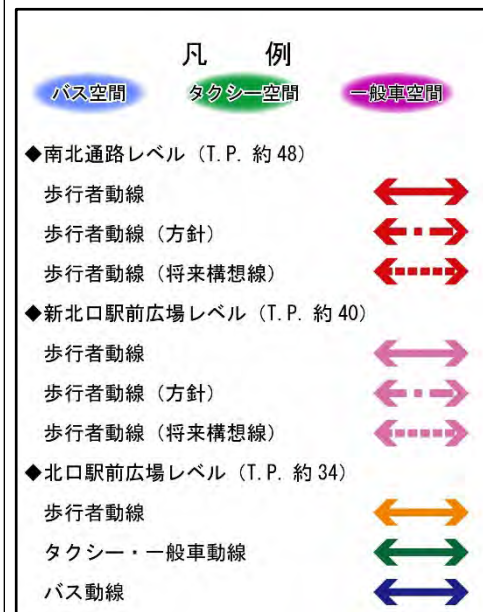 凡　例
バス空間　タクシー空間　一般車空間
◆南北通路レベル（T.P. 約48）
歩行者動線
歩行者動線（方針）
歩行者動線（将来構想線）
◆新北口駅前広場レベル（T.P. 約40）
歩行者動線
歩行者動線（方針）
歩行者動線（将来構想線）
◆北口駅前広場レベル（T.P. 約34）
歩行者動線
タクシー・一般車動線
バス動線